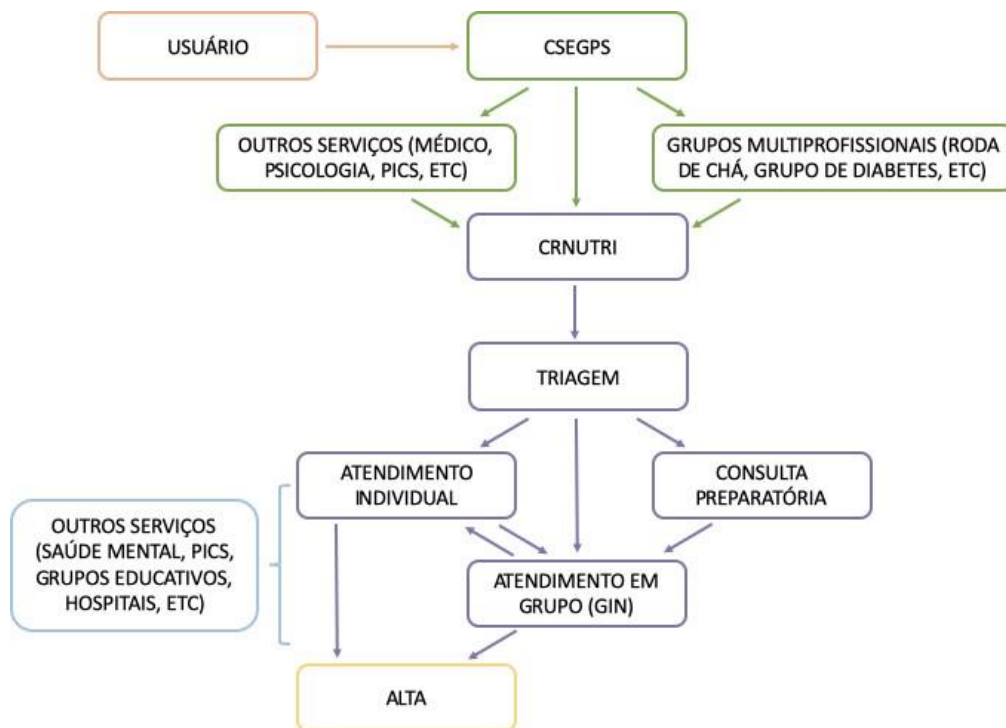 USUÁRIO
CSEGPS
OUTROS SERVIÇOS (MÉDICO,
PSICOLOGIA, PICS, ETC)
GRUPOS MULTIPROFISSIONAIS (RODA
DE CHÁ, GRUPO DE DIABETES, ETC)
CRNUTRI
TRIAGEM
ATENDIMENTO
INDIVIDUAL
CONSULTA
PREPARATÓRIA
OUTROS SERVIÇOS
(SAÚDE MENTAL, PICS,
GRUPOS EDUCATIVOS,
HOSPITAIS, ETC)
ATENDIMENTO EM
GRUPO (GIN)
ALTA